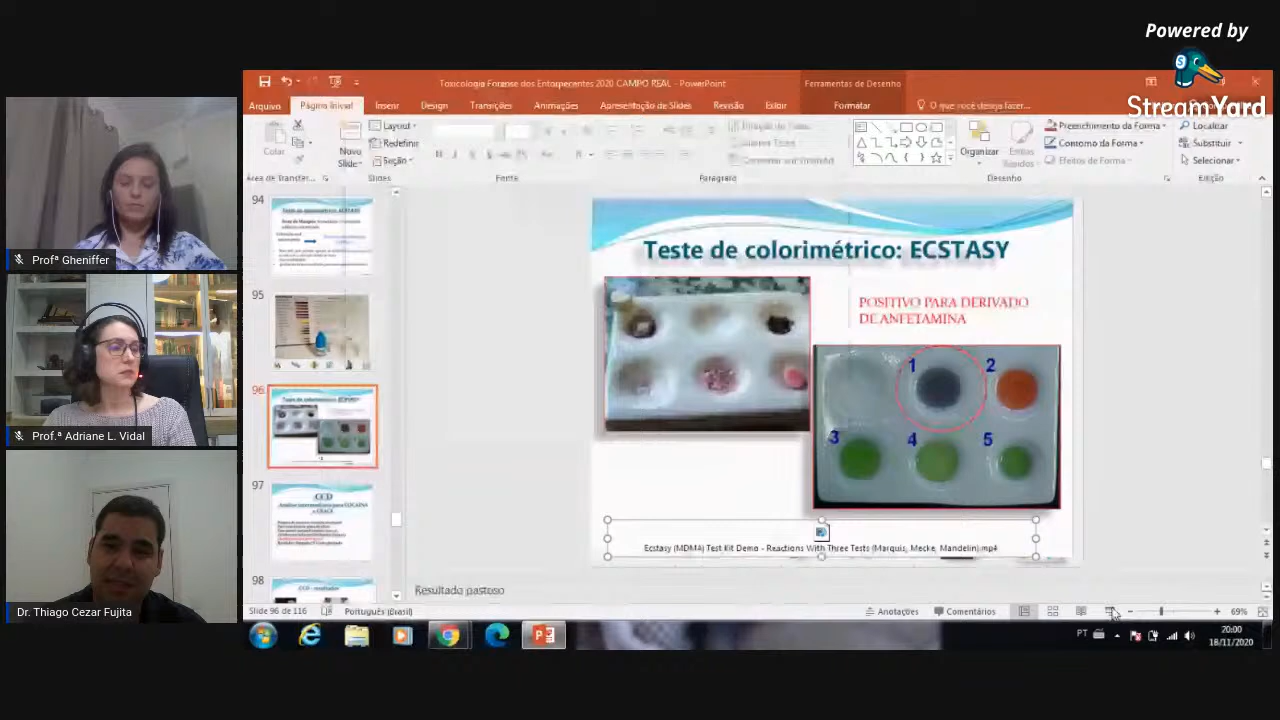 Powered by
StreamYard
Toxicologia Forense dos Entorpecentes 2020 CAMPO REAL - PowerPoint
Ferramentas de Desenho
Arquivo
Página Inicial
Inserir
Design
Transições
Animações
Apresentação de Slides
Revisão
Exibir
Formatar
O que você deseja fazer...
Colar
Novo
Slide
Layout
Redefinir
Seção
Organizar
Estilos
Rápidos
Preenchimento da Forma
Contorno da Forma
Efeitos de Forma
Localizar
Substituir
Selecionar
Área de Transfer...
Slides
Fonte
Parágrafo
Desenho
Edição
94
95
96
97
CCD
98
Teste de colorimétrico: ECSTASY
POSITIVO PARA DERIVADO
DE ANFETAMINA
1
2
3
4
5
Ecstasy (MDMA) Test Kit Demo - Reactions With Three Tests (Marquis, Mecke, Mandelin).mp4
Resultado pastoso
Slide 96 de 116
Português (Brasil)
Anotações
Comentários
69%
PT
20:00
18/11/2020
Profª Gheniffer
Prof.ª Adriane L. Vidal
Dr. Thiago Cezar Fujita